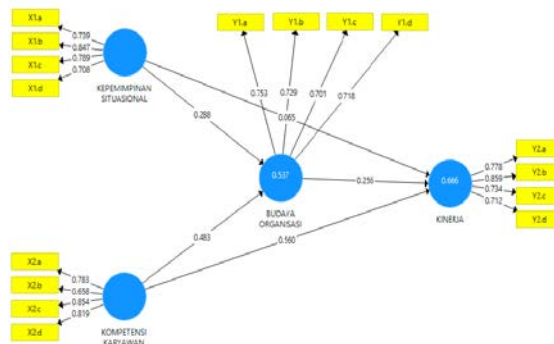 X1.a
X1.b
X1.c
X1.d
0.739
0.847
0.789
0.708
KEPEMIMPINAN
SITUASIONAL
Y1.a
Y1.b
Y1.c
Y1.d
0.753
0.729
0.701
0.718
0.288
0.065
0.537
BUDAYA
ORGANISASI
0.256
0.666
KINERJA
0.778
0.859
0.734
0.712
Y2.a
Y2.b
Y2.c
Y2.d
0.483
0.560
X2.a
X2.b
X2.c
X2.d
0.783
0.658
0.854
0.819
KOMPETENSI
KARYAWAN